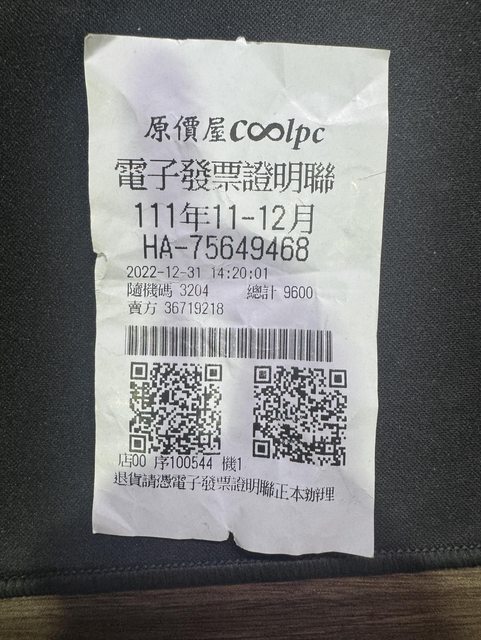 原價屋coolpc
電子發票證明聯
111年11-12月
HA-75649468
2022-12-31 14:20:01
隨機碼 3204 總計 9600
賣方 36719218
店00 序100544 機1
退貨請憑電子發票證明聯正本辦理